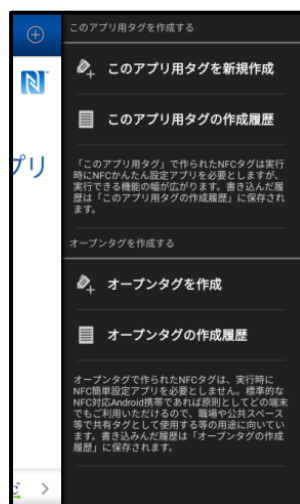 このアプリ用タグを作成する
このアプリ用タグを新規作成
このアプリ用タグの作成履歴
「このアプリ用タグ」で作られたNFCタグは実行
時にNFCかんたん設定アプリを必要としますが、
実行できる機能の幅が広がります。書き込んだ履
歴は「このアプリ用タグの作成履歴」に保存され
ます。
プリ
オープンタグを作成する
オープンタグを作成
オープンタグの作成履歴
オープンタグで作られたNFCタグは、実行時に
NFC簡単設定アプリを必要としません。標準的な
NFC対応Android携帯であれば原則としてどの端末
でもご利用いただけるので、職場や公共スペース
等で共有タグとして使用する等の用途に向いてい
ます。書き込みんだ履歴は「オープンタグの作成
履歴」に保存されます。